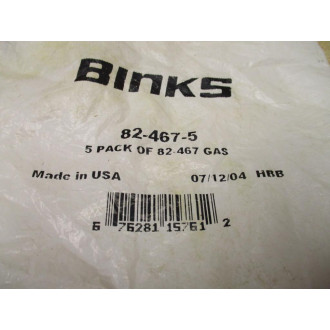 BINKS
82-467-5
5 PACK OF 82-467 GAS
Made in USA 07/12/04 HBB
6 76281 15761 2